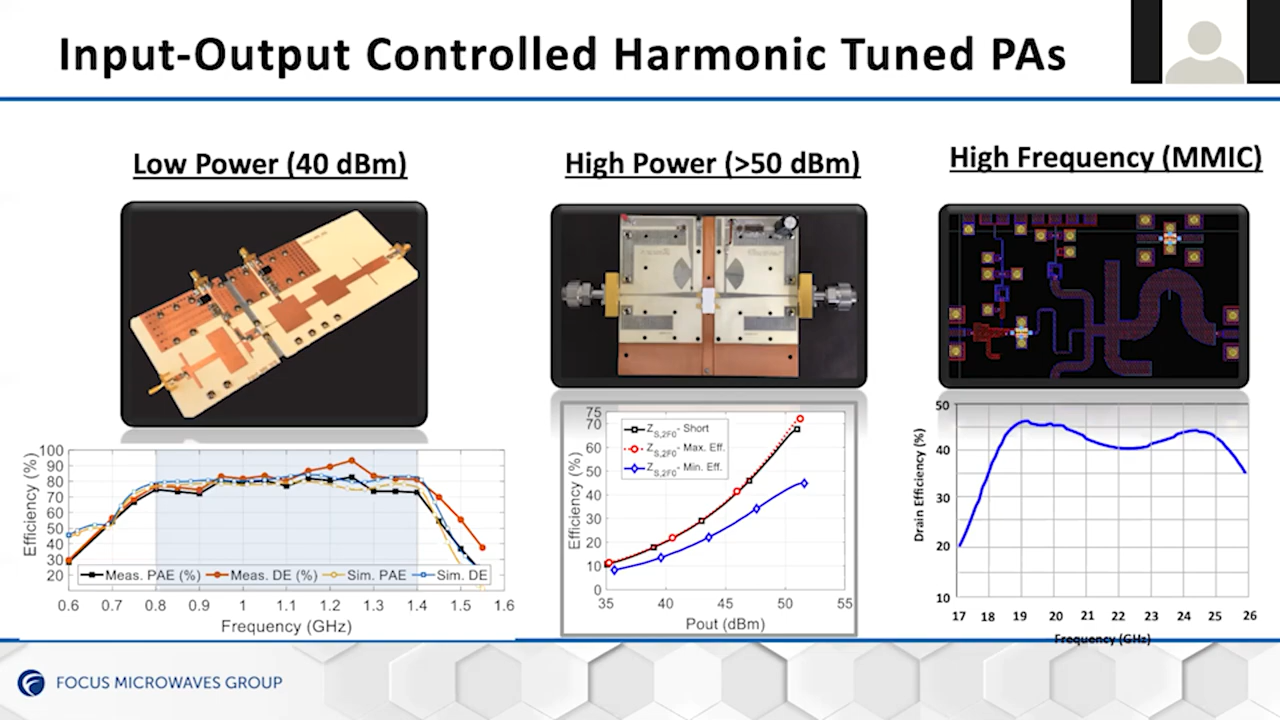 Input-Output Controlled Harmonic Tuned PAs
Low Power (40 dBm)
High Power (>50 dBm)
High Frequency (MMIC)
Efficiency (%)
100
90
80
70
60
50
40
30
20
Meas. PAE (%)
Meas. DE (%)
Sim. PAE
Sim. DE
0.6 0.7 0.8 0.9 1 1.1 1.2 1.3 1.4 1.5 1.6
Frequency (GHz)
Efficiency (%)
75
70
60
50
40
30
20
10
0
ZS,2F0- Short
ZS,2F0- Max. Eff.
ZS,2F0- Min. Eff.
35 40 45 50 55
Pout (dBm)
Drain Efficiency (%)
50
40
30
20
10
17 18 19 20 21 22 23 24 25 26
Frequency (GHz)
FOCUS MICROWAVES GROUP